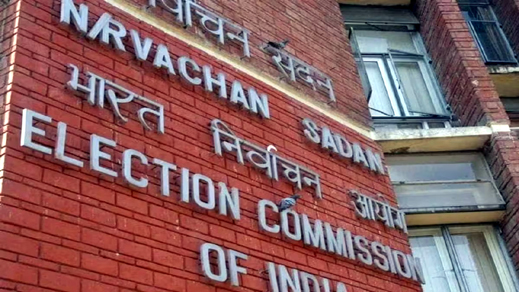 निर्वाचन सदन
NIRVACHAN SADAN
भारत निर्वाचन आयोग
ELECTION COMMISSION
OF INDIA